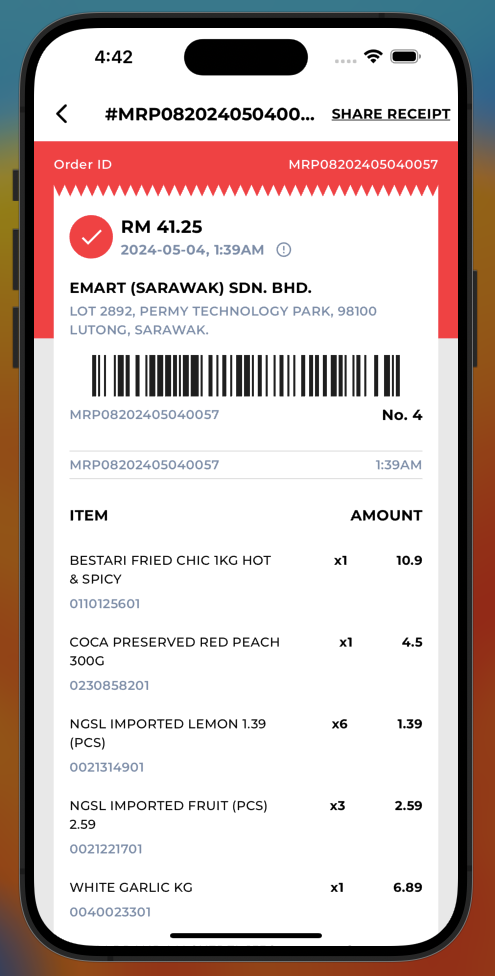 4:42
#MRP082024050400... SHARE RECEIPT
Order ID MRP08202405040057
RM 41.25
2024-05-04, 1:39AM
EMART (SARAWAK) SDN. BHD.
LOT 2892, PERMY TECHNOLOGY PARK, 98100
LUTONG, SARAWAK.
MRP08202405040057 No. 4
MRP08202405040057 1:39AM
ITEM AMOUNT
BESTARI FRIED CHIC 1KG HOT x1 10.9
& SPICY
0110125601
COCA PRESERVED RED PEACH x1 4.5
300G
0230858201
NGSL IMPORTED LEMON 1.39 x6 1.39
(PCS)
0021314901
NGSL IMPORTED FRUIT (PCS) x3 2.59
2.59
0021221701
WHITE GARLIC KG x1 6.89
0040023301